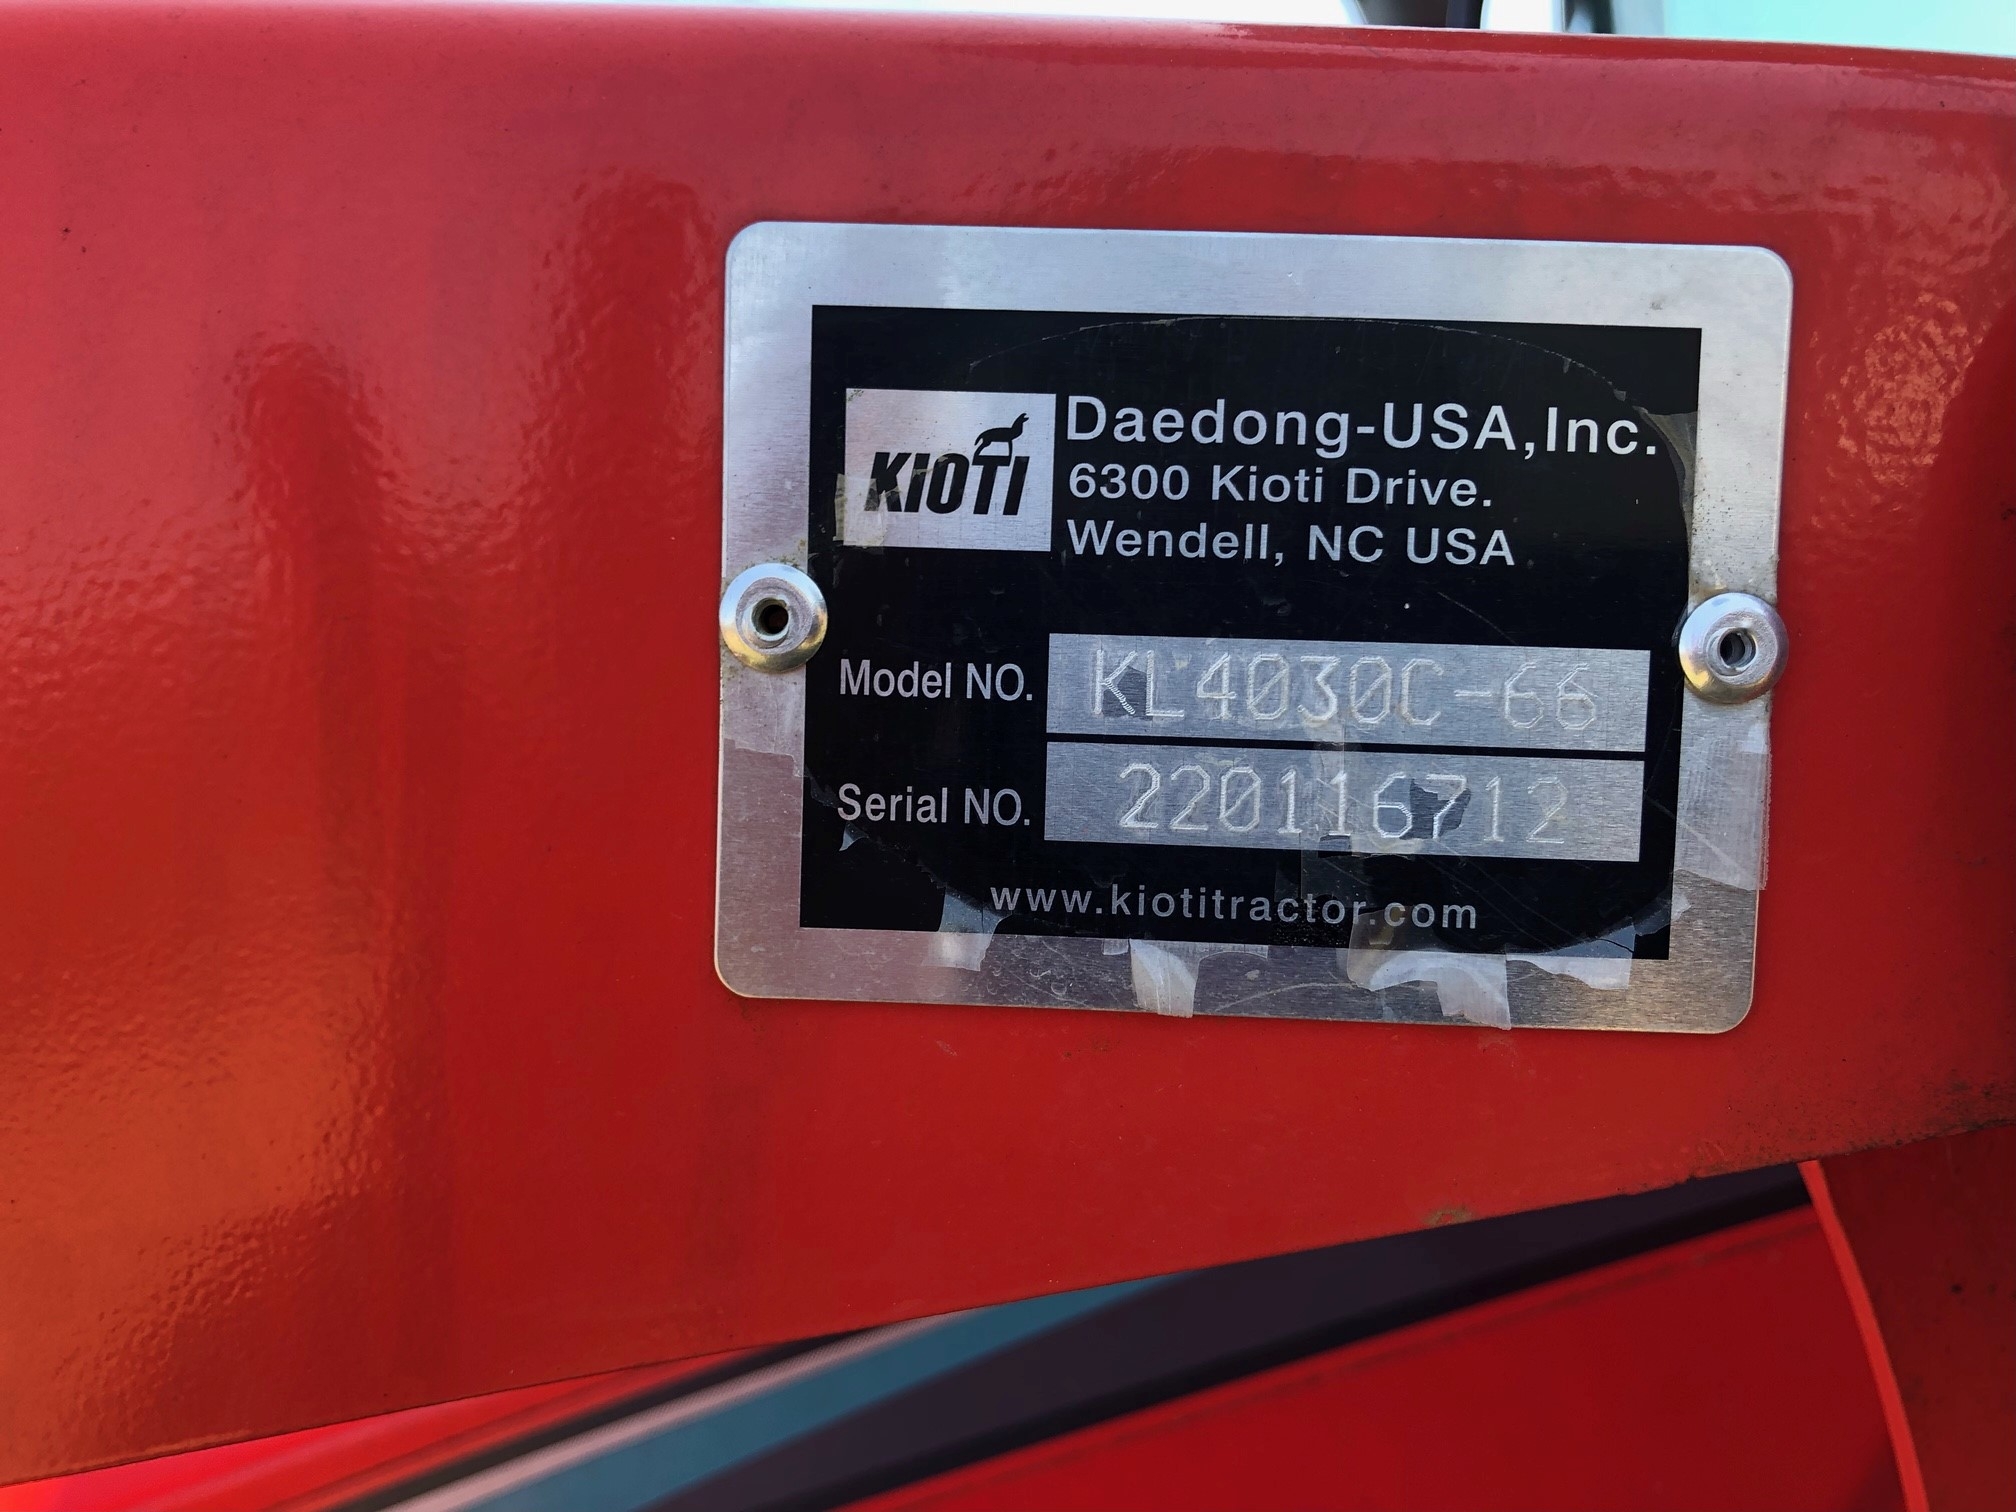 KIOTI
Daedong-USA,Inc.
6300 Kioti Drive.
Wendell, NC USA
Model NO. KL4030C-66
Serial NO. 220116712
www.kiotitractor.com